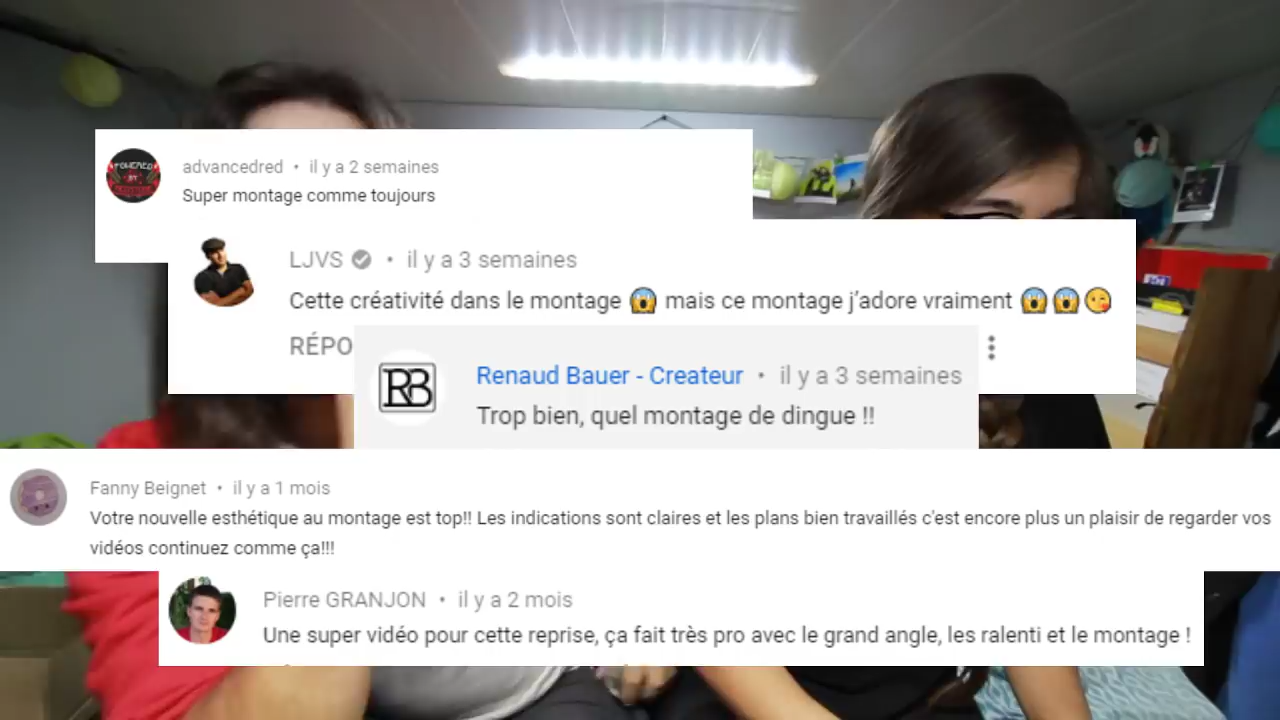 advancedred • il y a 2 semaines
Super montage comme toujours
LJVS • il y a 3 semaines
Cette créativité dans le montage 😱 mais ce montage j'adore vraiment 😱😱😋
RÉPO
RB
Renaud Bauer - Createur • il y a 3 semaines
Trop bien, quel montage de dingue !!
Fanny Beignet • il y a 1 mois
Votre nouvelle esthétique au montage est top!! Les indications sont claires et les plans bien travaillés c'est encore plus un plaisir de regarder vos
vidéos continuez comme ça!!!
Pierre GRANJON • il y a 2 mois
Une super vidéo pour cette reprise, ça fait très pro avec le grand angle, les ralenti et le montage !